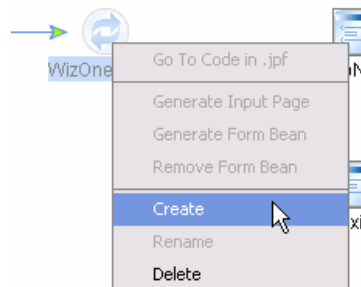 WizOne
Go To Code in .jpf
Generate Input Page
Generate Form Bean
Remove Form Bean
Create
Rename
Delete